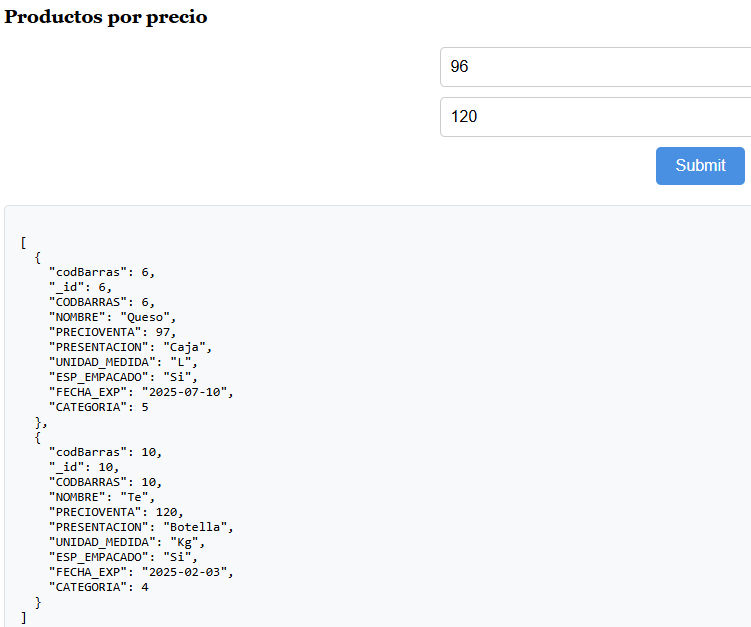 Productos por precio
96
120
Submit
[
  {
    "codBarras": 6,
    "_id": 6,
    "CODBARRAS": 6,
    "NOMBRE": "Queso",
    "PRECIOVENTA": 97,
    "PRESENTACION": "Caja",
    "UNIDAD_MEDIDA": "L",
    "ESP_EMPACADO": "Si",
    "FECHA_EXP": "2025-07-10",
    "CATEGORIA": 5
  },
  {
    "codBarras": 10,
    "_id": 10,
    "CODBARRAS": 10,
    "NOMBRE": "Te",
    "PRECIOVENTA": 120,
    "PRESENTACION": "Botella",
    "UNIDAD_MEDIDA": "Kg",
    "ESP_EMPACADO": "Si",
    "FECHA_EXP": "2025-02-03",
    "CATEGORIA": 4
  }
]